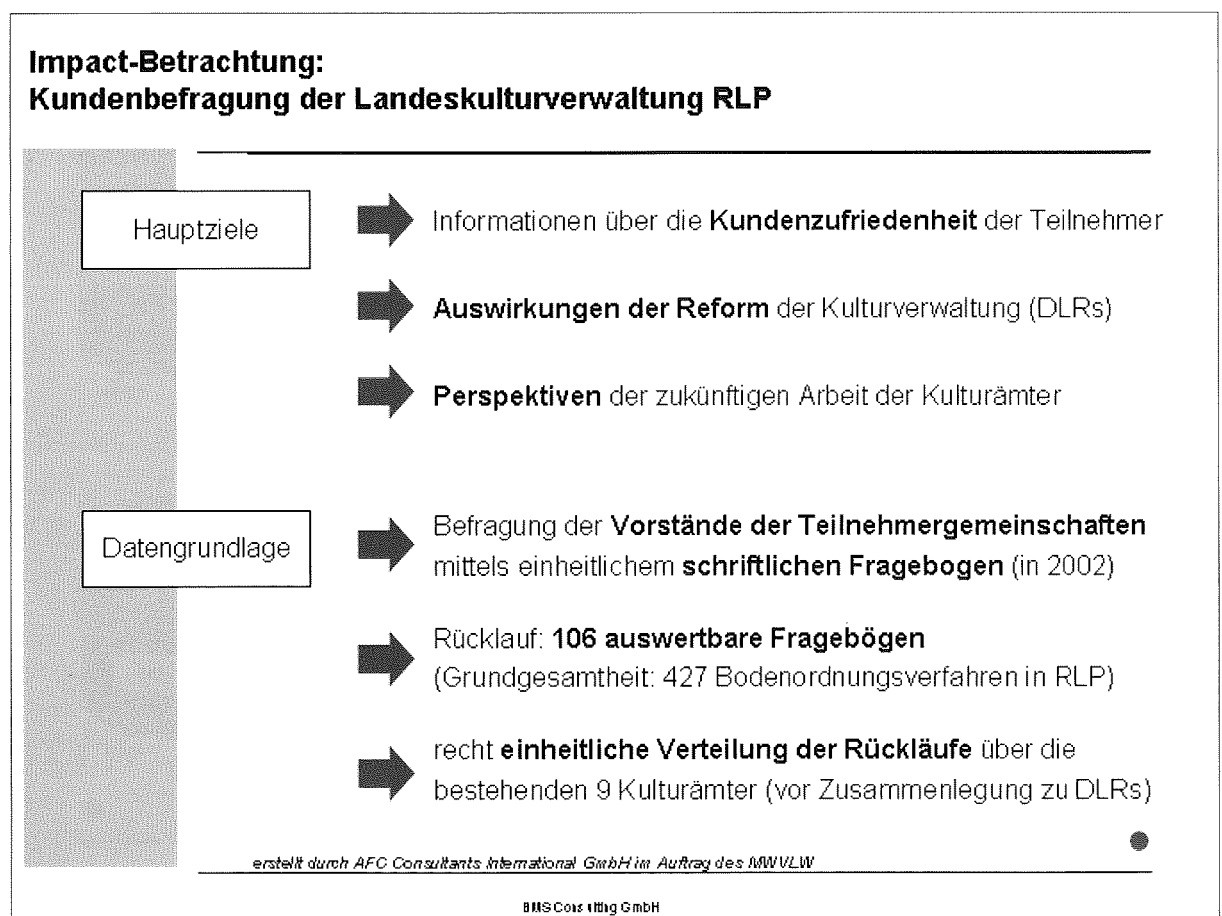 Impact-Betrachtung:
Kundenbefragung der Landeskulturverwaltung RLP
Hauptziele
Informationen über die Kundenzufriedenheit der Teilnehmer
Auswirkungen der Reform der Kulturverwaltung (DLRs)
Perspektiven der zukünftigen Arbeit der Kulturämter
Datengrundlage
Befragung der Vorstände der Teilnehmergemeinschaften
mittels einheitlichem schriftlichen Fragebogen (in 2002)
Rücklauf: 106 auswertbare Fragebögen
(Grundgesamtheit: 427 Bodenordnungsverfahren in RLP)
recht einheitliche Verteilung der Rückläufe über die
bestehenden 9 Kulturämter (vor Zusammenlegung zu DLRs)
erstellt durch AFC Consultants International GmbH im Auftrag des MWVLW
BMS Consulting GmbH